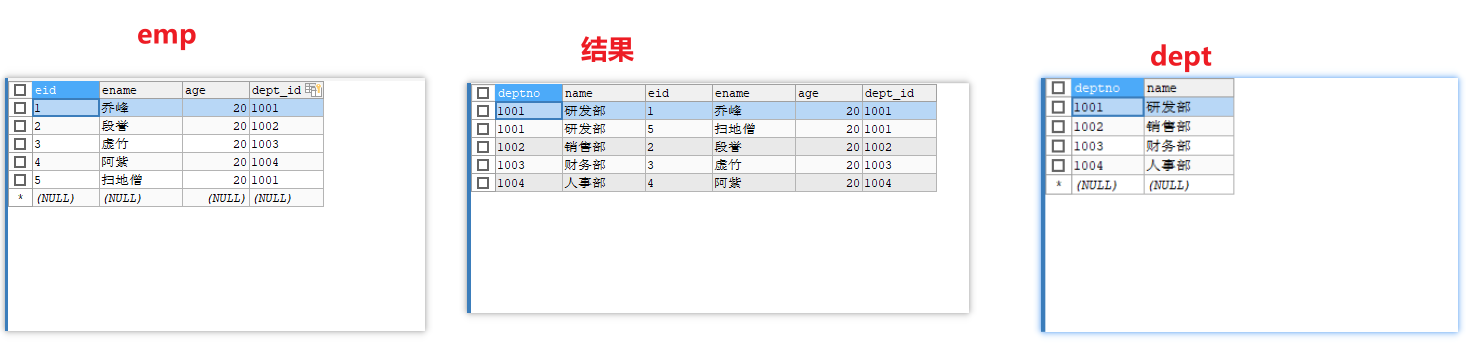 emp
eid ename age dept_id
1 乔峰 20 1001
2 段誉 20 1002
3 虚竹 20 1003
4 阿紫 20 1004
5 扫地僧 20 1001
* (NULL) (NULL) (NULL) (NULL)
结果
deptno name eid ename age dept_id
1001 研发部 1 乔峰 20 1001
1001 研发部 5 扫地僧 20 1001
1002 销售部 2 段誉 20 1002
1003 财务部 3 虚竹 20 1003
1004 人事部 4 阿紫 20 1004
dept
deptno name
1001 研发部
1002 销售部
1003 财务部
1004 人事部
* (NULL) (NULL)